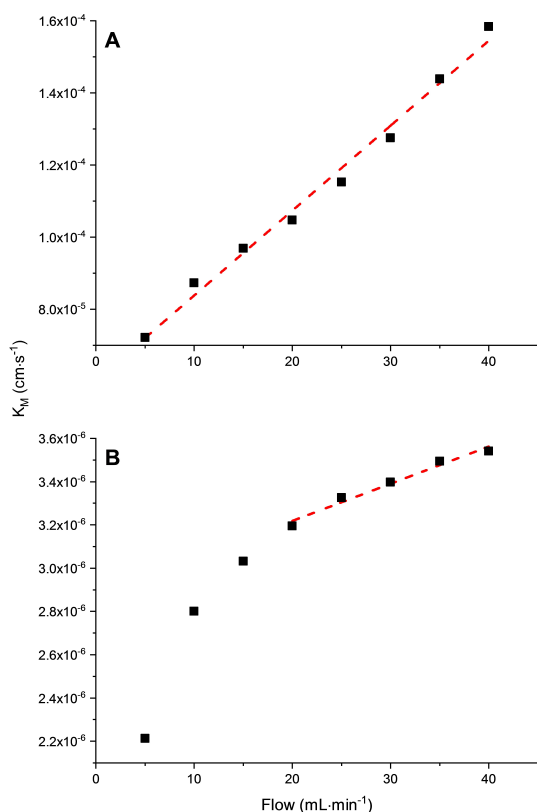 A
1.6x10⁻⁴
1.4x10⁻⁴
1.2x10⁻⁴
1.0x10⁻⁴
8.0x10⁻⁵
0 10 20 30 40
K_M (cm·s⁻¹)
B
3.6x10⁻⁶
3.4x10⁻⁶
3.2x10⁻⁶
3.0x10⁻⁶
2.8x10⁻⁶
2.6x10⁻⁶
2.4x10⁻⁶
2.2x10⁻⁶
0 10 20 30 40
Flow (mL·min⁻¹)